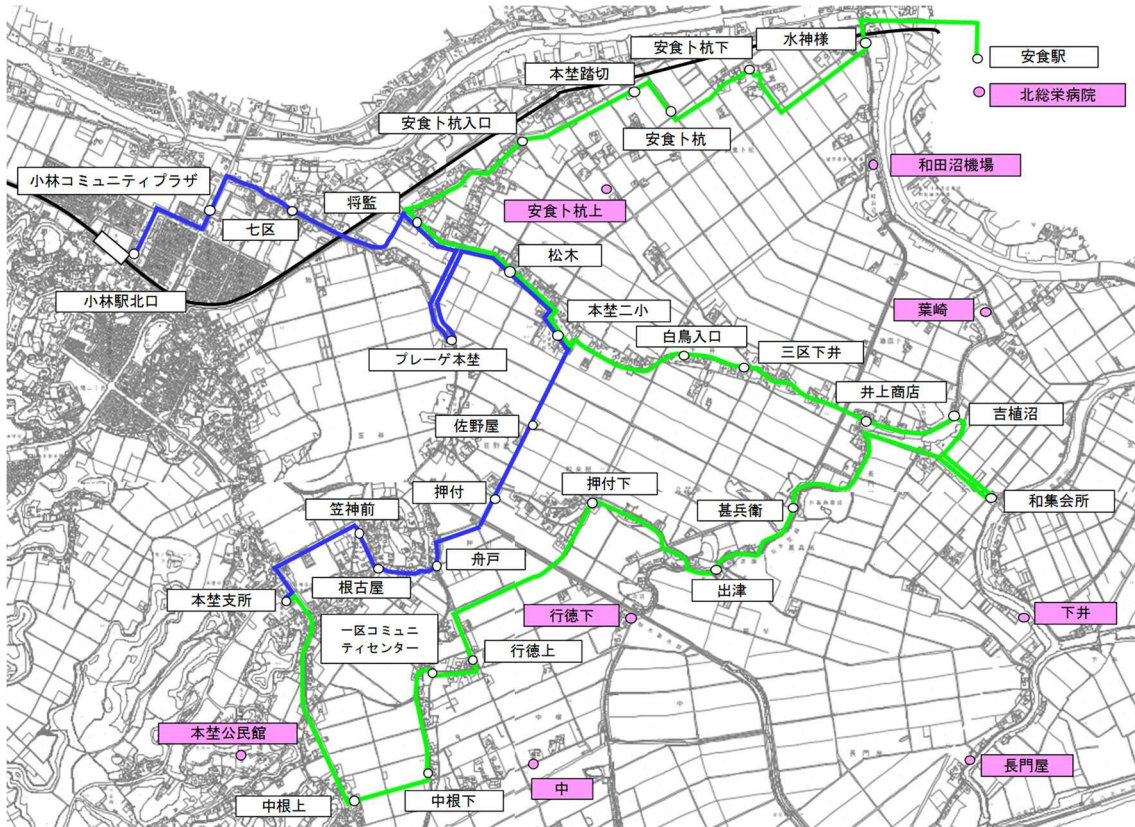 安食卜杭下
水神様
安食駅
本埜踏切
北総栄病院
安食卜杭入口
安食卜杭
和田沼機場
小林コミュニティプラザ
将監
安食卜杭上
七区
松木
小林駅北口
本埜二小
葉崎
白鳥入口
プレーゲ本埜
三区下井
井上商店
吉植沼
佐野屋
押付
押付下
和集会所
笠神前
甚兵衛
舟戸
根古屋
出津
本埜支所
行徳下
下井
一区コミュニ
ティセンター
行徳上
本埜公民館
長門屋
中
中根上
中根下